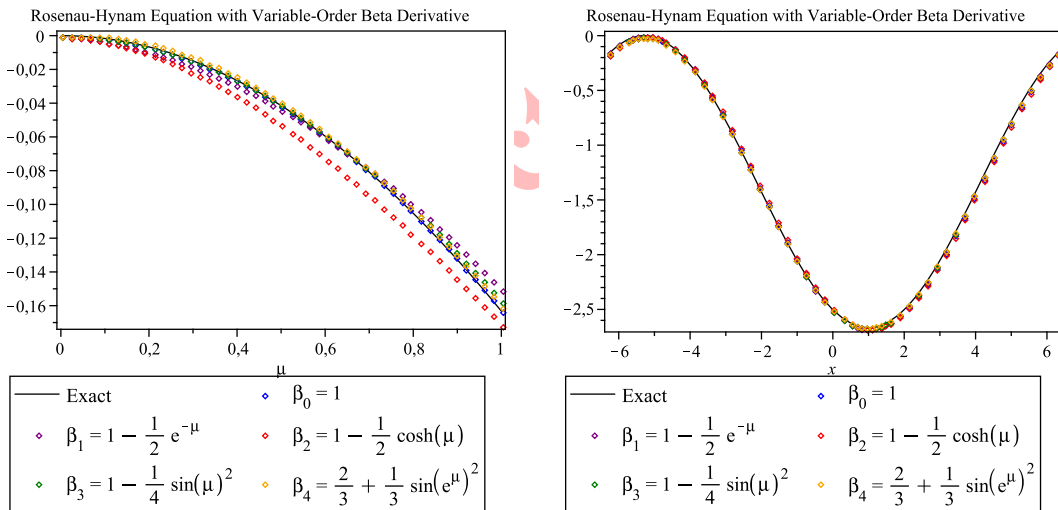 Rosenau-Hynam Equation with Variable-Order Beta Derivative
0
-0,02
-0,04
-0,06
-0,08
-0,10
-0,12
-0,14
-0,16
0 0,2 0,4 0,6 0,8 1
μ
Exact β₀ = 1
β₁ = 1 − 1/2 e^−μ β₂ = 1 − 1/2 cosh(μ)
β₃ = 1 − 1/4 sin(μ)² β₄ = 2/3 + 1/3 sin(e^μ)²
Rosenau-Hynam Equation with Variable-Order Beta Derivative
0
-0,5
-1
-1,5
-2
-2,5
-6 -4 -2 0 2 4 6
x
Exact β₀ = 1
β₁ = 1 − 1/2 e^−μ β₂ = 1 − 1/2 cosh(μ)
β₃ = 1 − 1/4 sin(μ)² β₄ = 2/3 + 1/3 sin(e^μ)²